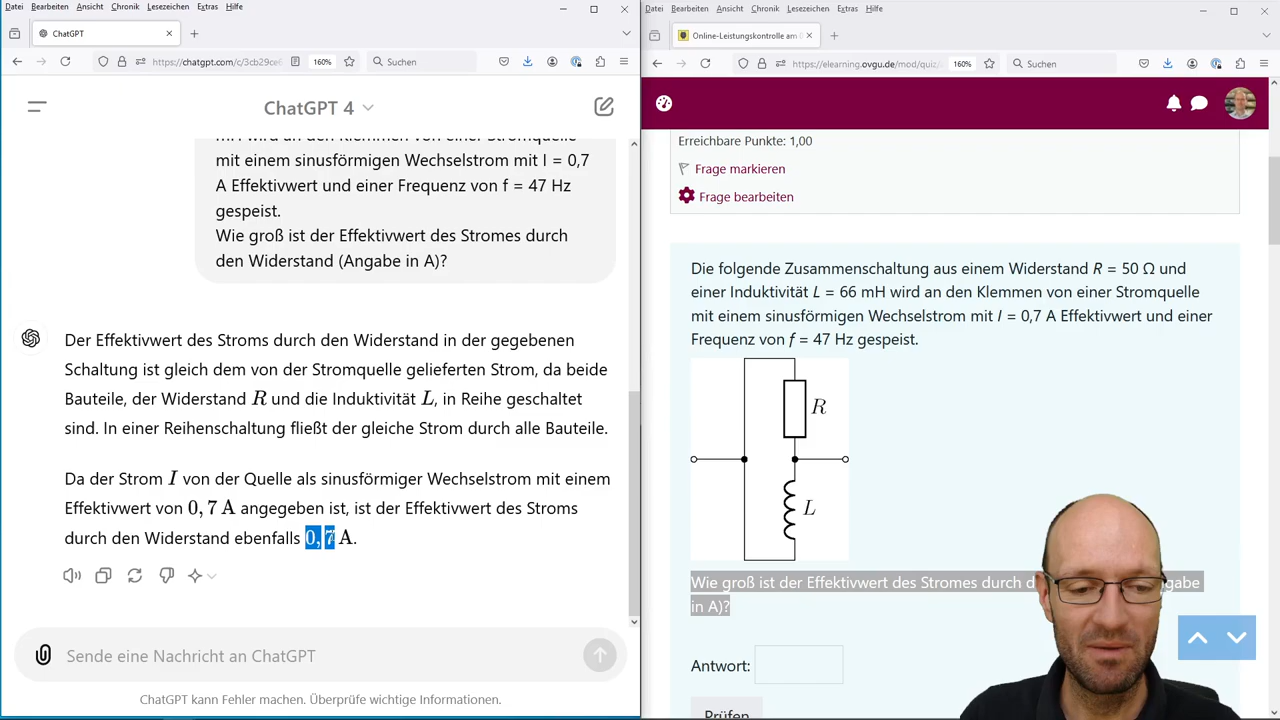 Datei Bearbeiten Ansicht Chronik Lesezeichen Extras Hilfe
ChatGPT
https://chatgpt.com/c/3cb29ce6
160%
Suchen
ChatGPT 4
mH wird an den Klemmen von einer Stromquelle
mit einem sinusförmigen Wechselstrom mit I = 0,7
A Effektivwert und einer Frequenz von f = 47 Hz
gespeist.
Wie groß ist der Effektivwert des Stromes durch
den Widerstand (Angabe in A)?
Der Effektivwert des Stroms durch den Widerstand in der gegebenen
Schaltung ist gleich dem von der Stromquelle gelieferten Strom, da beide
Bauteile, der Widerstand R und die Induktivität L, in Reihe geschaltet
sind. In einer Reihenschaltung fließt der gleiche Strom durch alle Bauteile.
Da der Strom I von der Quelle als sinusförmiger Wechselstrom mit einem
Effektivwert von 0, 7 A angegeben ist, ist der Effektivwert des Stroms
durch den Widerstand ebenfalls 0, 7 A.
Sende eine Nachricht an ChatGPT
ChatGPT kann Fehler machen. Überprüfe wichtige Informationen.
Datei Bearbeiten Ansicht Chronik Lesezeichen Extras Hilfe
Online-Leistungskontrolle am
https://elearning.ovgu.de/mod/quiz/
160%
Suchen
Erreichbare Punkte: 1,00
Frage markieren
Frage bearbeiten
Die folgende Zusammenschaltung aus einem Widerstand R = 50 Ω und
einer Induktivität L = 66 mH wird an den Klemmen von einer Stromquelle
mit einem sinusförmigen Wechselstrom mit I = 0,7 A Effektivwert und einer
Frequenz von f = 47 Hz gespeist.
R
L
Wie groß ist der Effektivwert des Stromes durch
in A)?
Antwort:
Prüfen